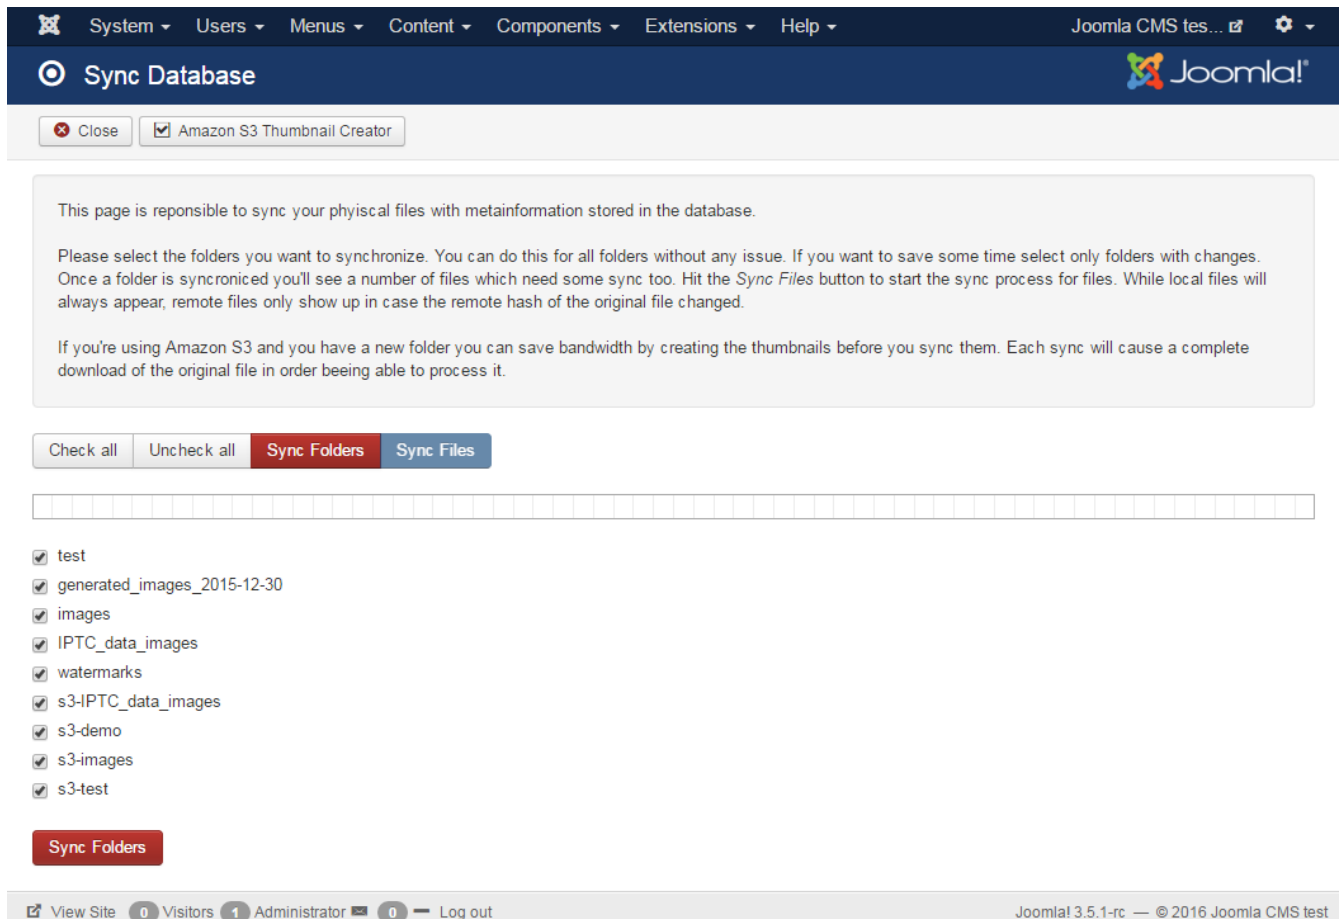 System Users Menus Content Components Extensions Help Joomla CMS tes...
Sync Database Joomla!®
Close Amazon S3 Thumbnail Creator
This page is reponsible to sync your phyiscal files with metainformation stored in the database.
Please select the folders you want to synchronize. You can do this for all folders without any issue. If you want to save some time select only folders with changes.
Once a folder is syncroniced you'll see a number of files which need some sync too. Hit the Sync Files button to start the sync process for files. While local files will
always appear, remote files only show up in case the remote hash of the original file changed.
If you're using Amazon S3 and you have a new folder you can save bandwidth by creating the thumbnails before you sync them. Each sync will cause a complete
download of the original file in order beeing able to process it.
Check all Uncheck all Sync Folders Sync Files
test
generated_images_2015-12-30
images
IPTC_data_images
watermarks
s3-IPTC_data_images
s3-demo
s3-images
s3-test
Sync Folders
View Site 0 Visitors 1 Administrator 0 Log out Joomla! 3.5.1-rc — © 2016 Joomla CMS test